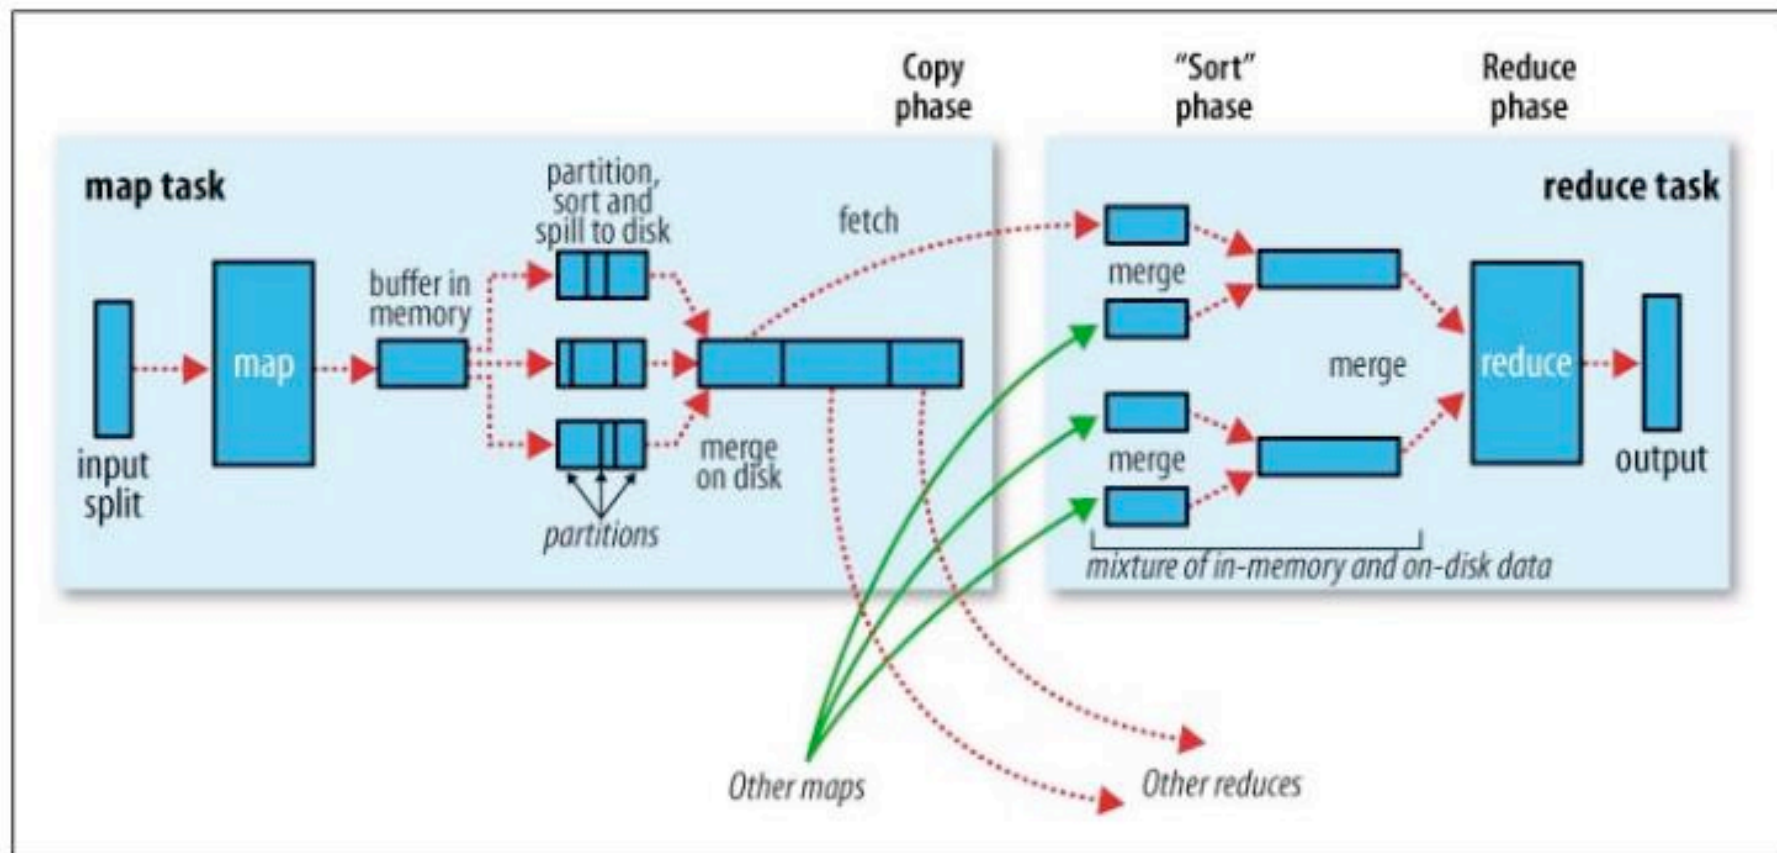 Copy
phase
"Sort"
phase
Reduce
phase
map task
partition,
sort and
spill to disk
fetch
reduce task
buffer in
memory
merge
map
merge
reduce
input
split
merge
on disk
merge
output
partitions
mixture of in-memory and on-disk data
Other maps
Other reduces